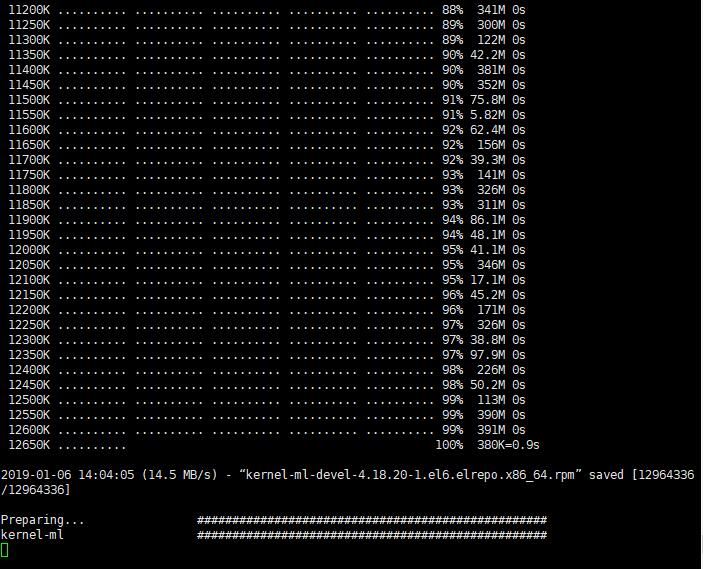 11200K .......... .......... .......... .......... .......... 88%  341M 0s
11250K .......... .......... .......... .......... .......... 89%  300M 0s
11300K .......... .......... .......... .......... .......... 89%  122M 0s
11350K .......... .......... .......... .......... .......... 90% 42.2M 0s
11400K .......... .......... .......... .......... .......... 90%  381M 0s
11450K .......... .......... .......... .......... .......... 90%  352M 0s
11500K .......... .......... .......... .......... .......... 91% 75.8M 0s
11550K .......... .......... .......... .......... .......... 91% 5.82M 0s
11600K .......... .......... .......... .......... .......... 92% 62.4M 0s
11650K .......... .......... .......... .......... .......... 92%  156M 0s
11700K .......... .......... .......... .......... .......... 92% 39.3M 0s
11750K .......... .......... .......... .......... .......... 93%  141M 0s
11800K .......... .......... .......... .......... .......... 93%  326M 0s
11850K .......... .......... .......... .......... .......... 93%  311M 0s
11900K .......... .......... .......... .......... .......... 94% 86.1M 0s
11950K .......... .......... .......... .......... .......... 94% 48.1M 0s
12000K .......... .......... .......... .......... .......... 95% 41.1M 0s
12050K .......... .......... .......... .......... .......... 95%  346M 0s
12100K .......... .......... .......... .......... .......... 95% 17.1M 0s
12150K .......... .......... .......... .......... .......... 96% 45.2M 0s
12200K .......... .......... .......... .......... .......... 96%  171M 0s
12250K .......... .......... .......... .......... .......... 97%  326M 0s
12300K .......... .......... .......... .......... .......... 97% 38.8M 0s
12350K .......... .......... .......... .......... .......... 97% 97.9M 0s
12400K .......... .......... .......... .......... .......... 98%  226M 0s
12450K .......... .......... .......... .......... .......... 98% 50.2M 0s
12500K .......... .......... .......... .......... .......... 99%  113M 0s
12550K .......... .......... .......... .......... .......... 99%  390M 0s
12600K .......... .......... .......... .......... .......... 99%  391M 0s
12650K .......... 100%  380K=0.9s
2019-01-06 14:04:05 (14.5 MB/s) - “kernel-ml-devel-4.18.20-1.el6.elrepo.x86_64.rpm” saved [12964336
/12964336]
Preparing... ##################################################
kernel-ml ##################################################